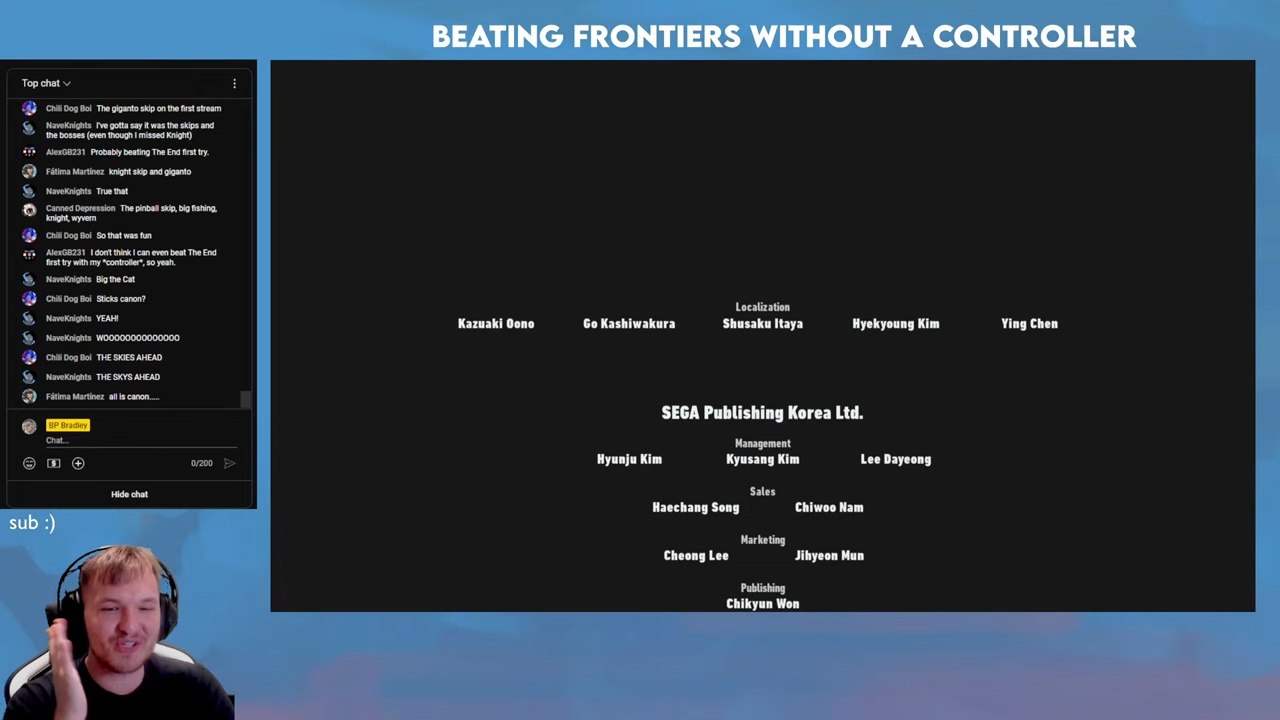 BEATING FRONTIERS WITHOUT A CONTROLLER
Top chat
Chili Dog Boi The giganto skip on the first stream
NaveKnights I've gotta say it was the skips and
the bosses (even though I missed Knight)
AlexGB231 Probably beating The End first try.
Fátima Martínez knight skip and giganto
NaveKnights True that
Canned Depression The pinball skip, big fishing,
knight, wyvern
Chili Dog Boi So that was fun
AlexGB231 I don't think I can even beat The End
first try with my *controller*, so yeah.
NaveKnights Big the Cat
Chili Dog Boi Sticks canon?
NaveKnights YEAH!
NaveKnights WOOOOOOOOOOOOOO
Chili Dog Boi THE SKIES AHEAD
NaveKnights THE SKYS AHEAD
Fátima Martínez all is canon.....
BP Bradley
Chat...
0/200
Hide chat
sub :)
Localization
Kazuaki Oono Go Kashiwakura Shusaku Itaya Hyekyoung Kim Ying Chen
SEGA Publishing Korea Ltd.
Management
Hyunju Kim Kyusang Kim Lee Dayeong
Sales
Haechang Song Chiwoo Nam
Marketing
Cheong Lee Jihyeon Mun
Publishing
Chikyun Won